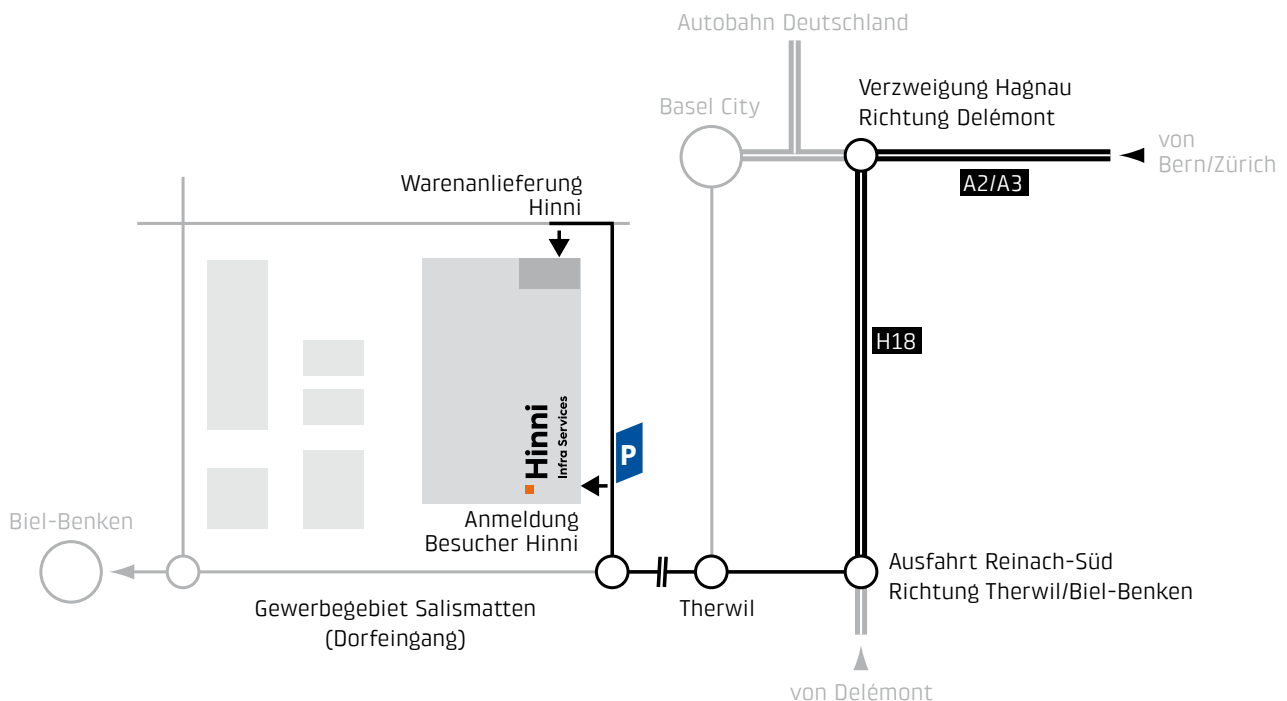 Autobahn Deutschland
Verzweigung Hagnau
Richtung Delémont
Basel City
von
Bern/Zürich
A2/A3
Warenanlieferung
Hinni
H18
Hinni
Infra Services
P
Anmeldung
Besucher Hinni
Biel-Benken
Ausfahrt Reinach-Süd
Richtung Therwil/Biel-Benken
Gewerbegebiet Salismatten
(Dorfeingang)
Therwil
von Delémont